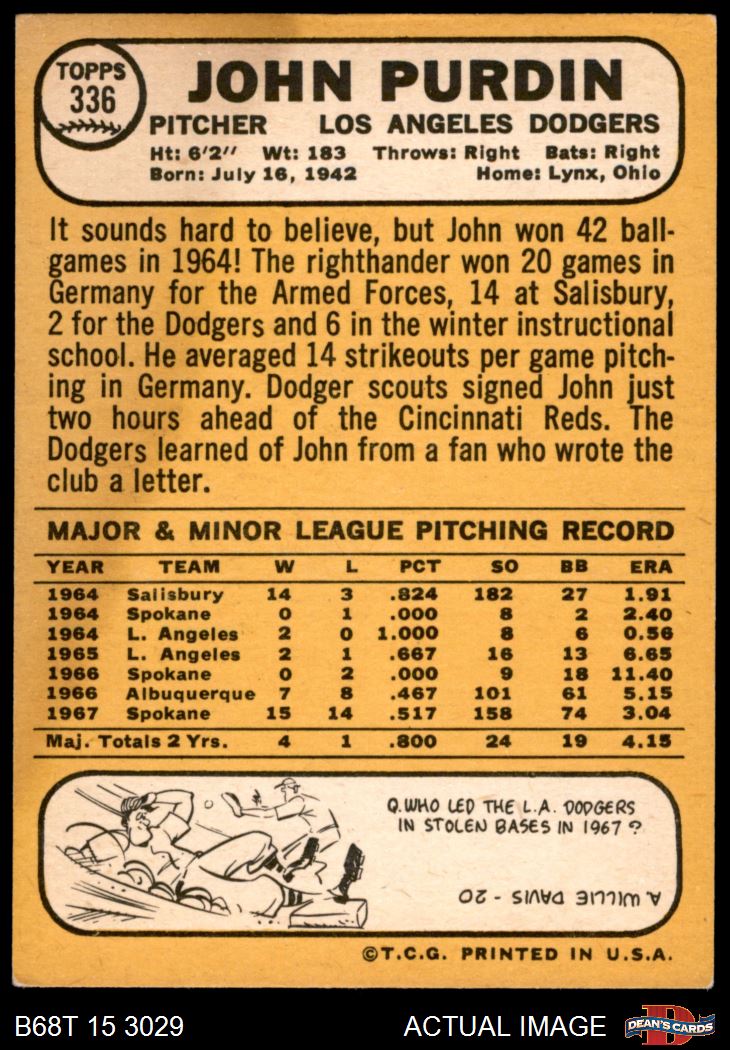 TOPPS
336
JOHN PURDIN
PITCHER LOS ANGELES DODGERS
Ht: 6'2" Wt: 183 Throws: Right Bats: Right
Born: July 16, 1942 Home: Lynx, Ohio
It sounds hard to believe, but John won 42 ball-
games in 1964! The righthander won 20 games in
Germany for the Armed Forces, 14 at Salisbury,
2 for the Dodgers and 6 in the winter instructional
school. He averaged 14 strikeouts per game pitch-
ing in Germany. Dodger scouts signed John just
two hours ahead of the Cincinnati Reds. The
Dodgers learned of John from a fan who wrote the
club a letter.
MAJOR & MINOR LEAGUE PITCHING RECORD
YEAR TEAM W L PCT SO BB ERA
1964 Salisbury 14 3 .824 182 27 1.91
1964 Spokane 0 1 .000 8 2 2.40
1964 L. Angeles 2 0 1.000 8 6 0.56
1965 L. Angeles 2 1 .667 16 13 6.65
1966 Spokane 0 2 .000 9 18 11.40
1966 Albuquerque 7 8 .467 101 61 5.15
1967 Spokane 15 14 .517 158 74 3.04
Maj. Totals 2 Yrs. 4 1 .800 24 19 4.15
Q. WHO LED THE L.A. DODGERS
IN STOLEN BASES IN 1967 ?
A. WILLIE DAVIS - 20
©T.C.G. PRINTED IN U.S.A.
B68T 15 3029 ACTUAL IMAGE
D
DEAN'S CARDS